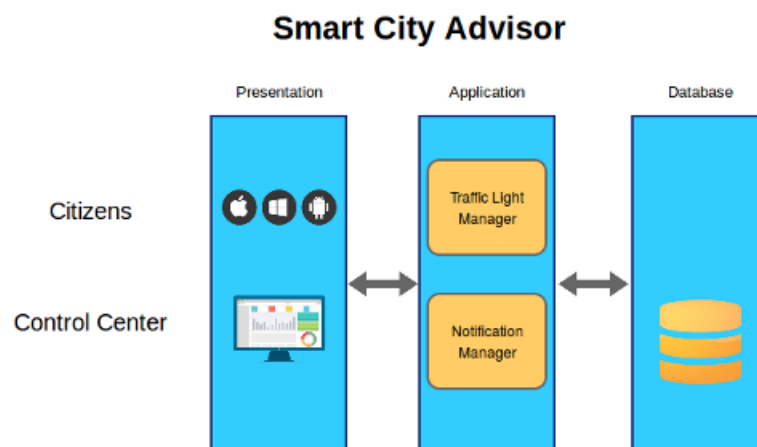 Smart City Advisor
Presentation
Application
Database
Citizens
Traffic Light
Manager
Control Center
Notification
Manager